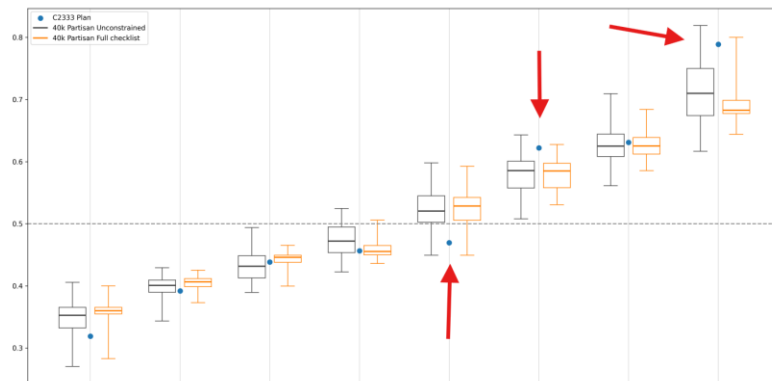 C2333 Plan
40k Partisan Unconstrained
40k Partisan Full checklist
0.8
0.7
0.6
0.5
0.4
0.3